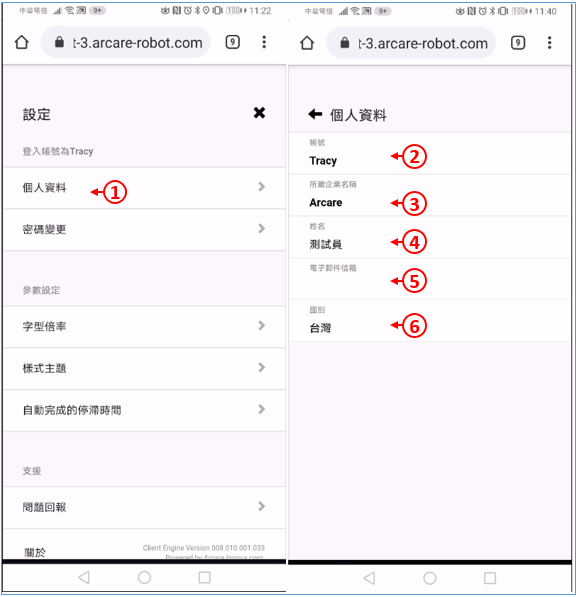 中華電信 9+ 100 11:22
t-3.arcare-robot.com 9
設定
登入帳號為Tracy
個人資料 1
密碼變更
參數設定
字型倍率
樣式主題
自動完成的停滯時間
支援
問題回報
關於
Client Engine Version 008.010.001.033
Powered by Arcare Innova.com
中華電信 9+ 100 11:40
t-3.arcare-robot.com 9
個人資料
帳號
Tracy 2
所屬企業名稱
Arcare 3
姓名
測試員 4
電子郵件信箱
5
國別
台灣 6